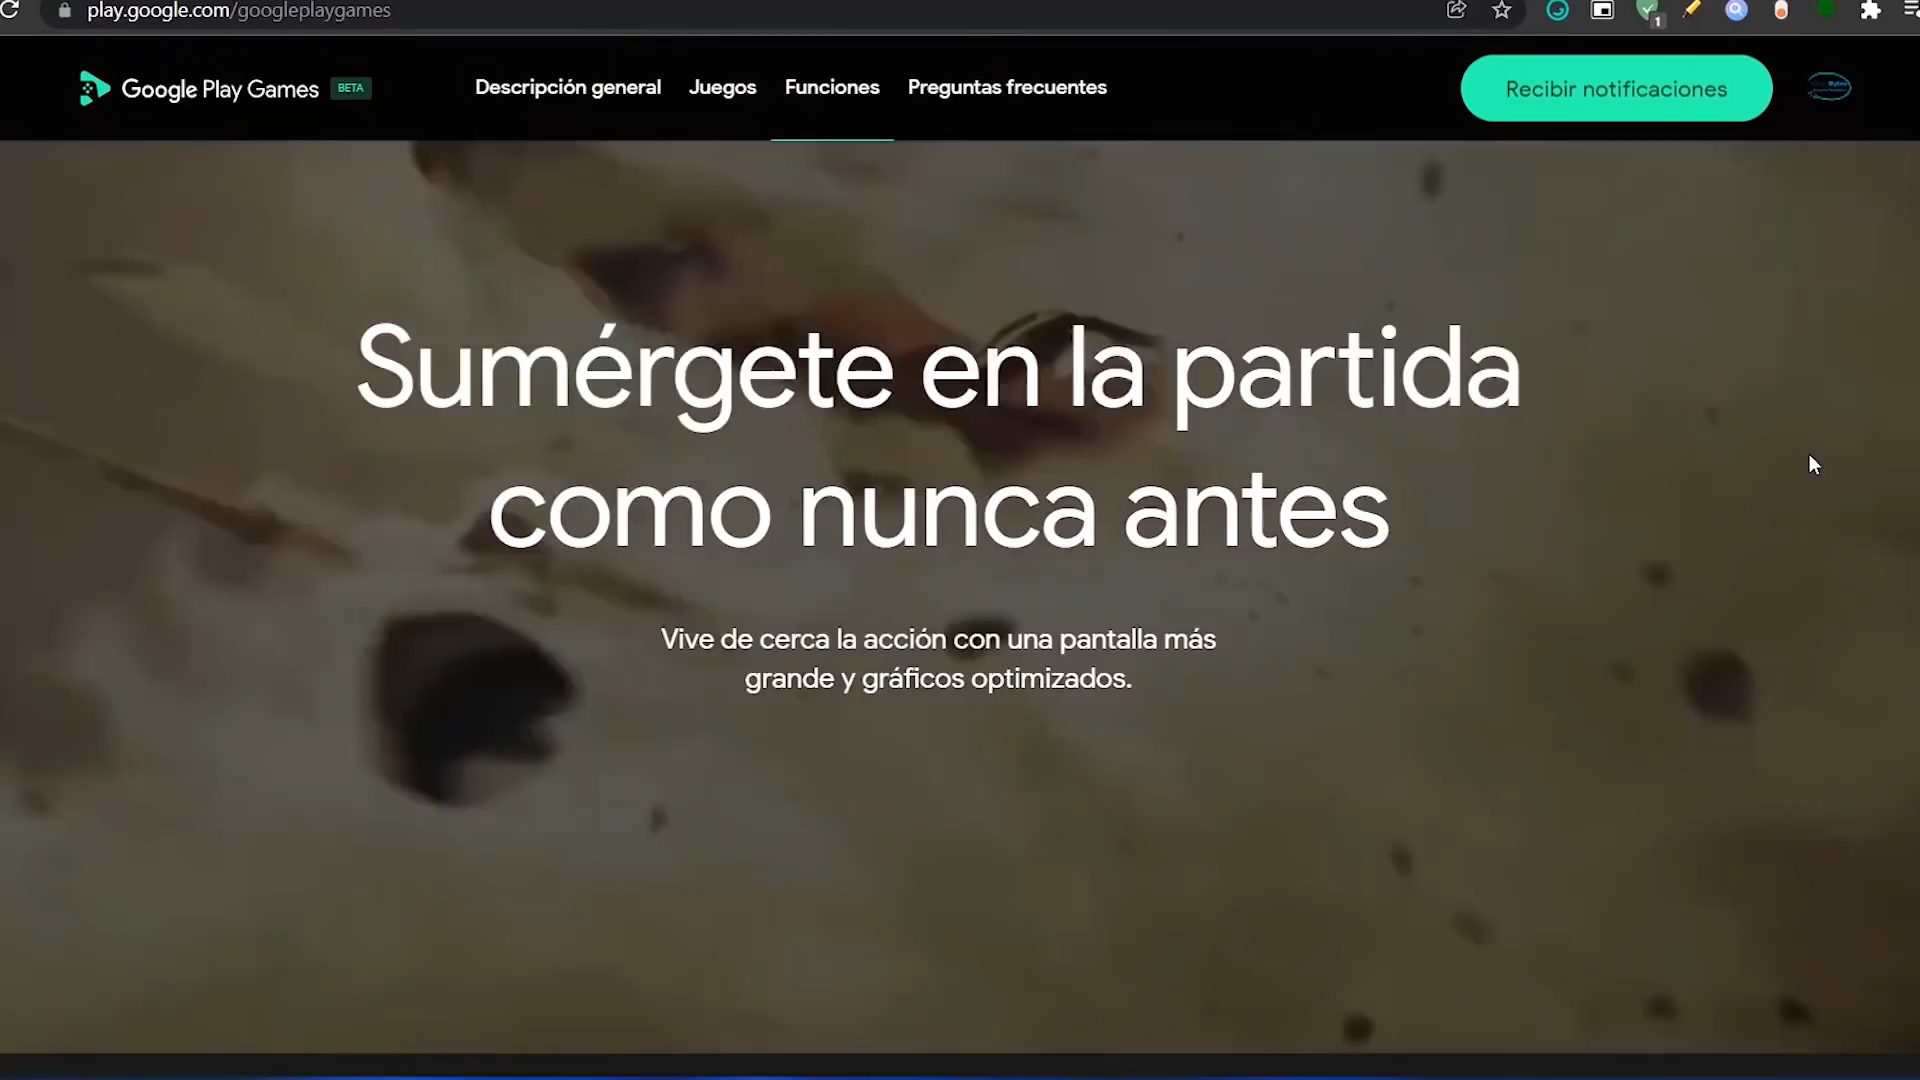 play.google.com/googleplaygames
1
Google Play Games BETA
Descripción general Juegos Funciones Preguntas frecuentes
Recibir notificaciones
Sumérgete en la partida
como nunca antes
Vive de cerca la acción con una pantalla más
grande y gráficos optimizados.